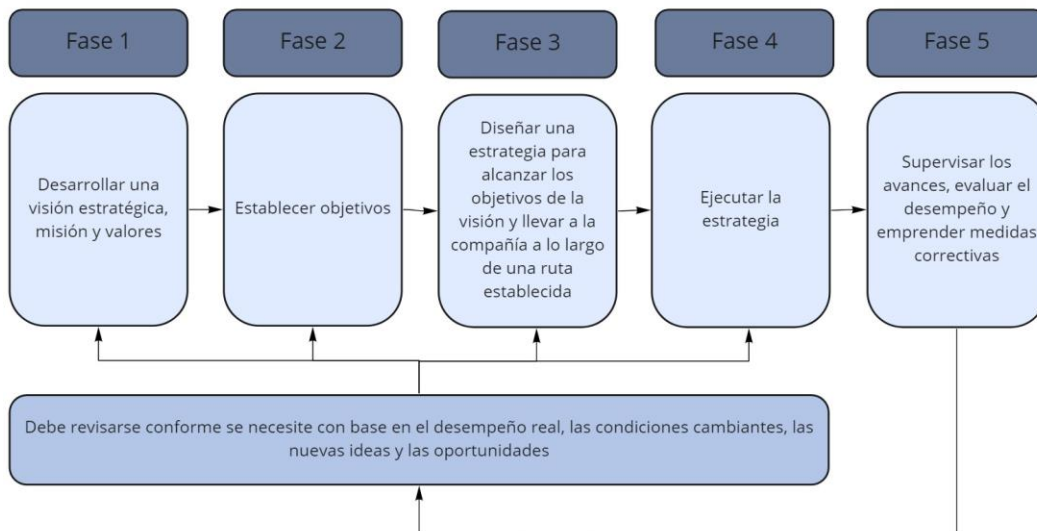 Fase 1
Fase 2
Fase 3
Fase 4
Fase 5
Desarrollar una
visión estratégica,
misión y valores
Establecer objetivos
Diseñar una
estrategia para
alcanzar los
objetivos de la
visión y llevar a la
compañía a lo largo
de una ruta
establecida
Ejecutar la
estrategia
Supervisar los
avances, evaluar el
desempeño y
emprender medidas
correctivas
Debe revisarse conforme se necesite con base en el desempeño real, las condiciones cambiantes, las
nuevas ideas y las oportunidades